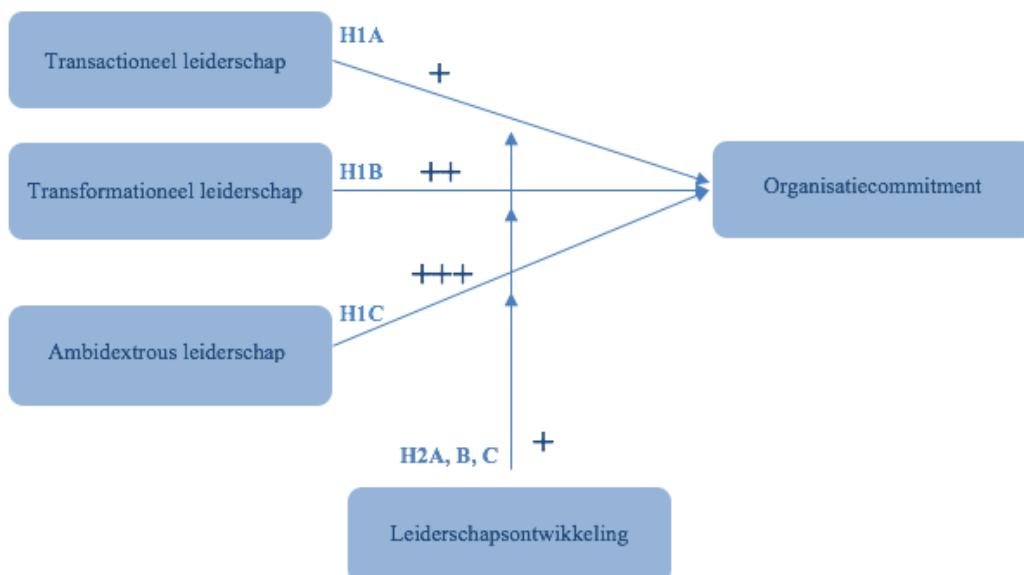 H1A
Transactioneel leiderschap
+
H1B
++
Transformationeel leiderschap
Organisatiecommitment
+++
H1C
Ambidextrous leiderschap
+
H2A, B, C
Leiderschapsontwikkeling